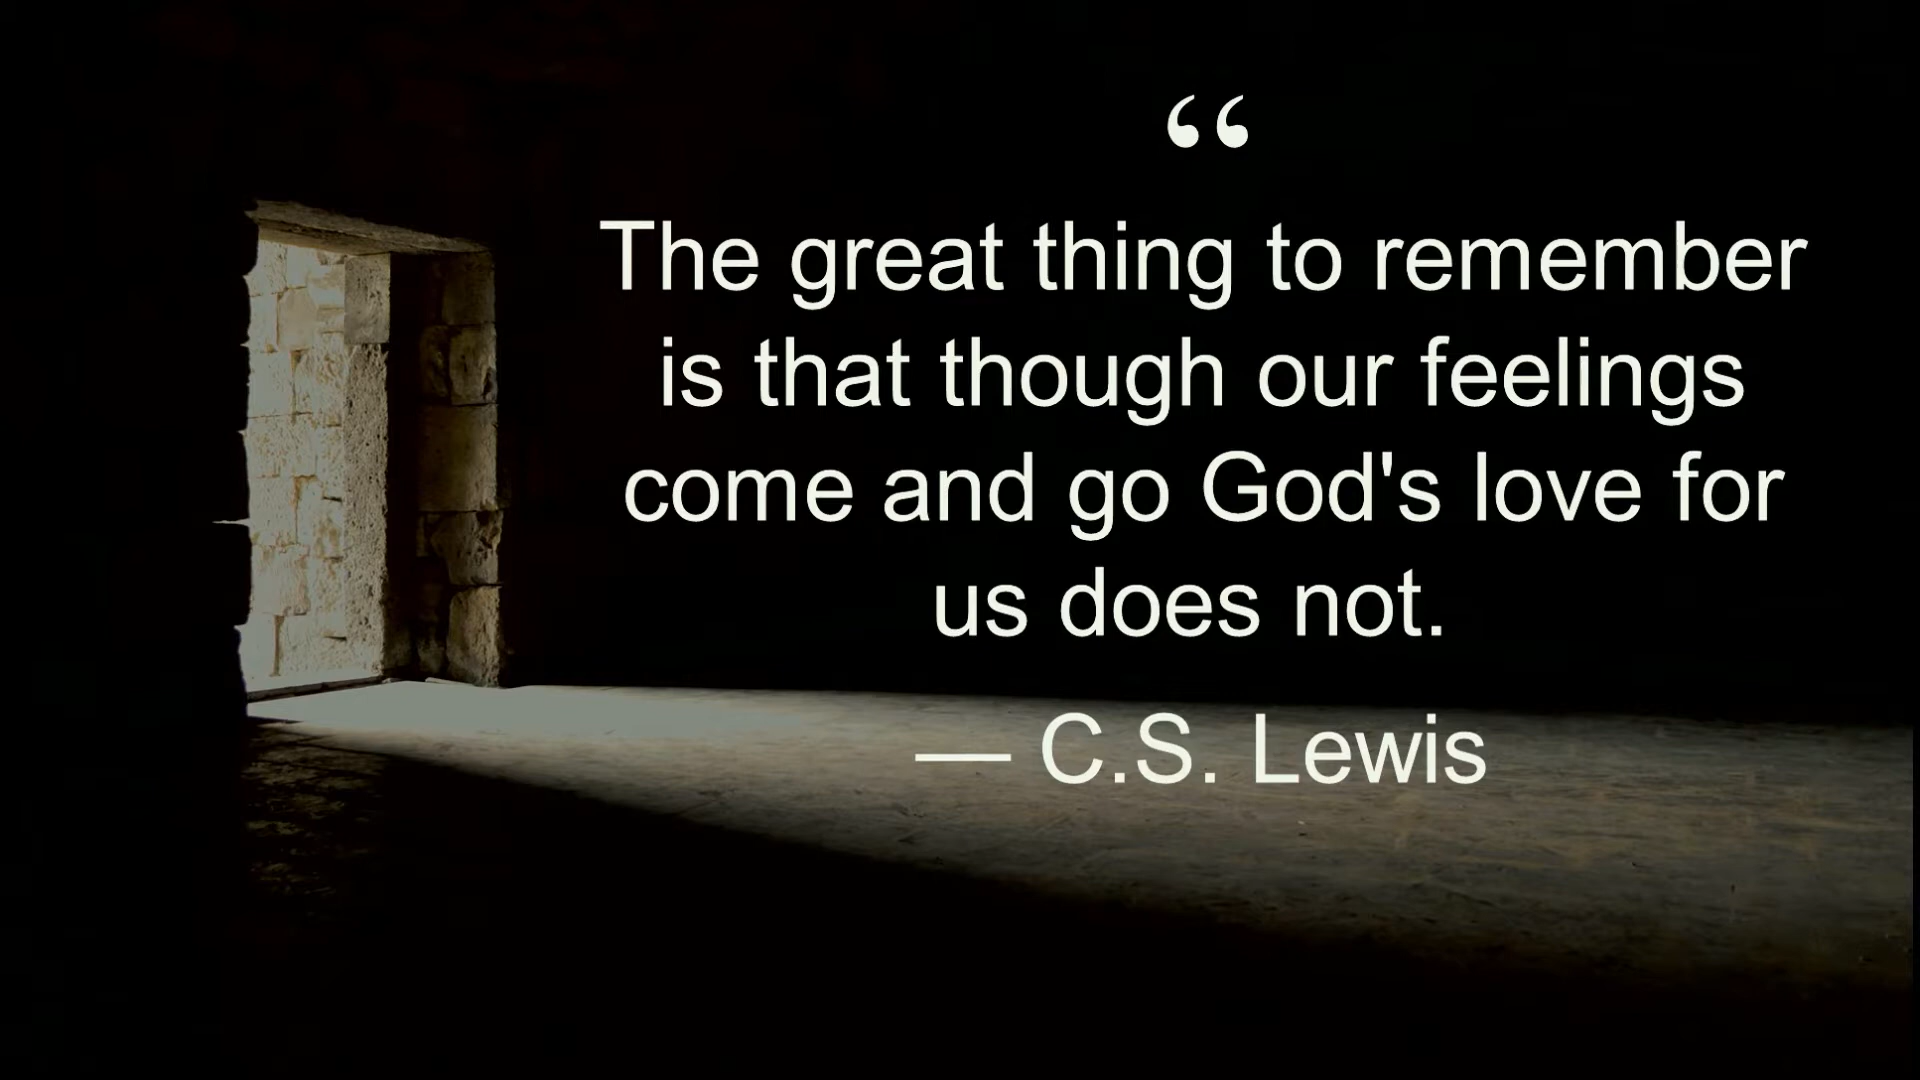 “
The great thing to remember
is that though our feelings
come and go God's love for
us does not.
— C.S. Lewis